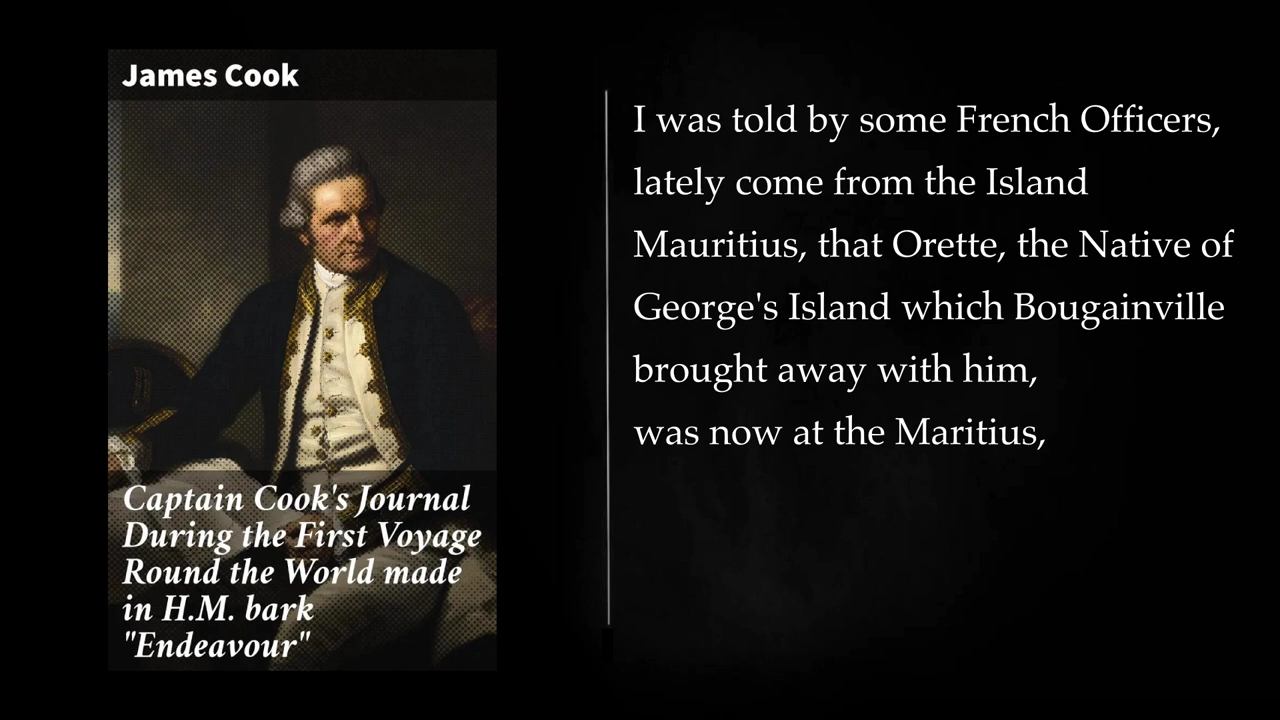 James Cook
Captain Cook's Journal
During the First Voyage
Round the World made
in H.M. bark
"Endeavour"
I was told by some French Officers,
lately come from the Island
Mauritius, that Orette, the Native of
George's Island which Bougainville
brought away with him,
was now at the Maritius,